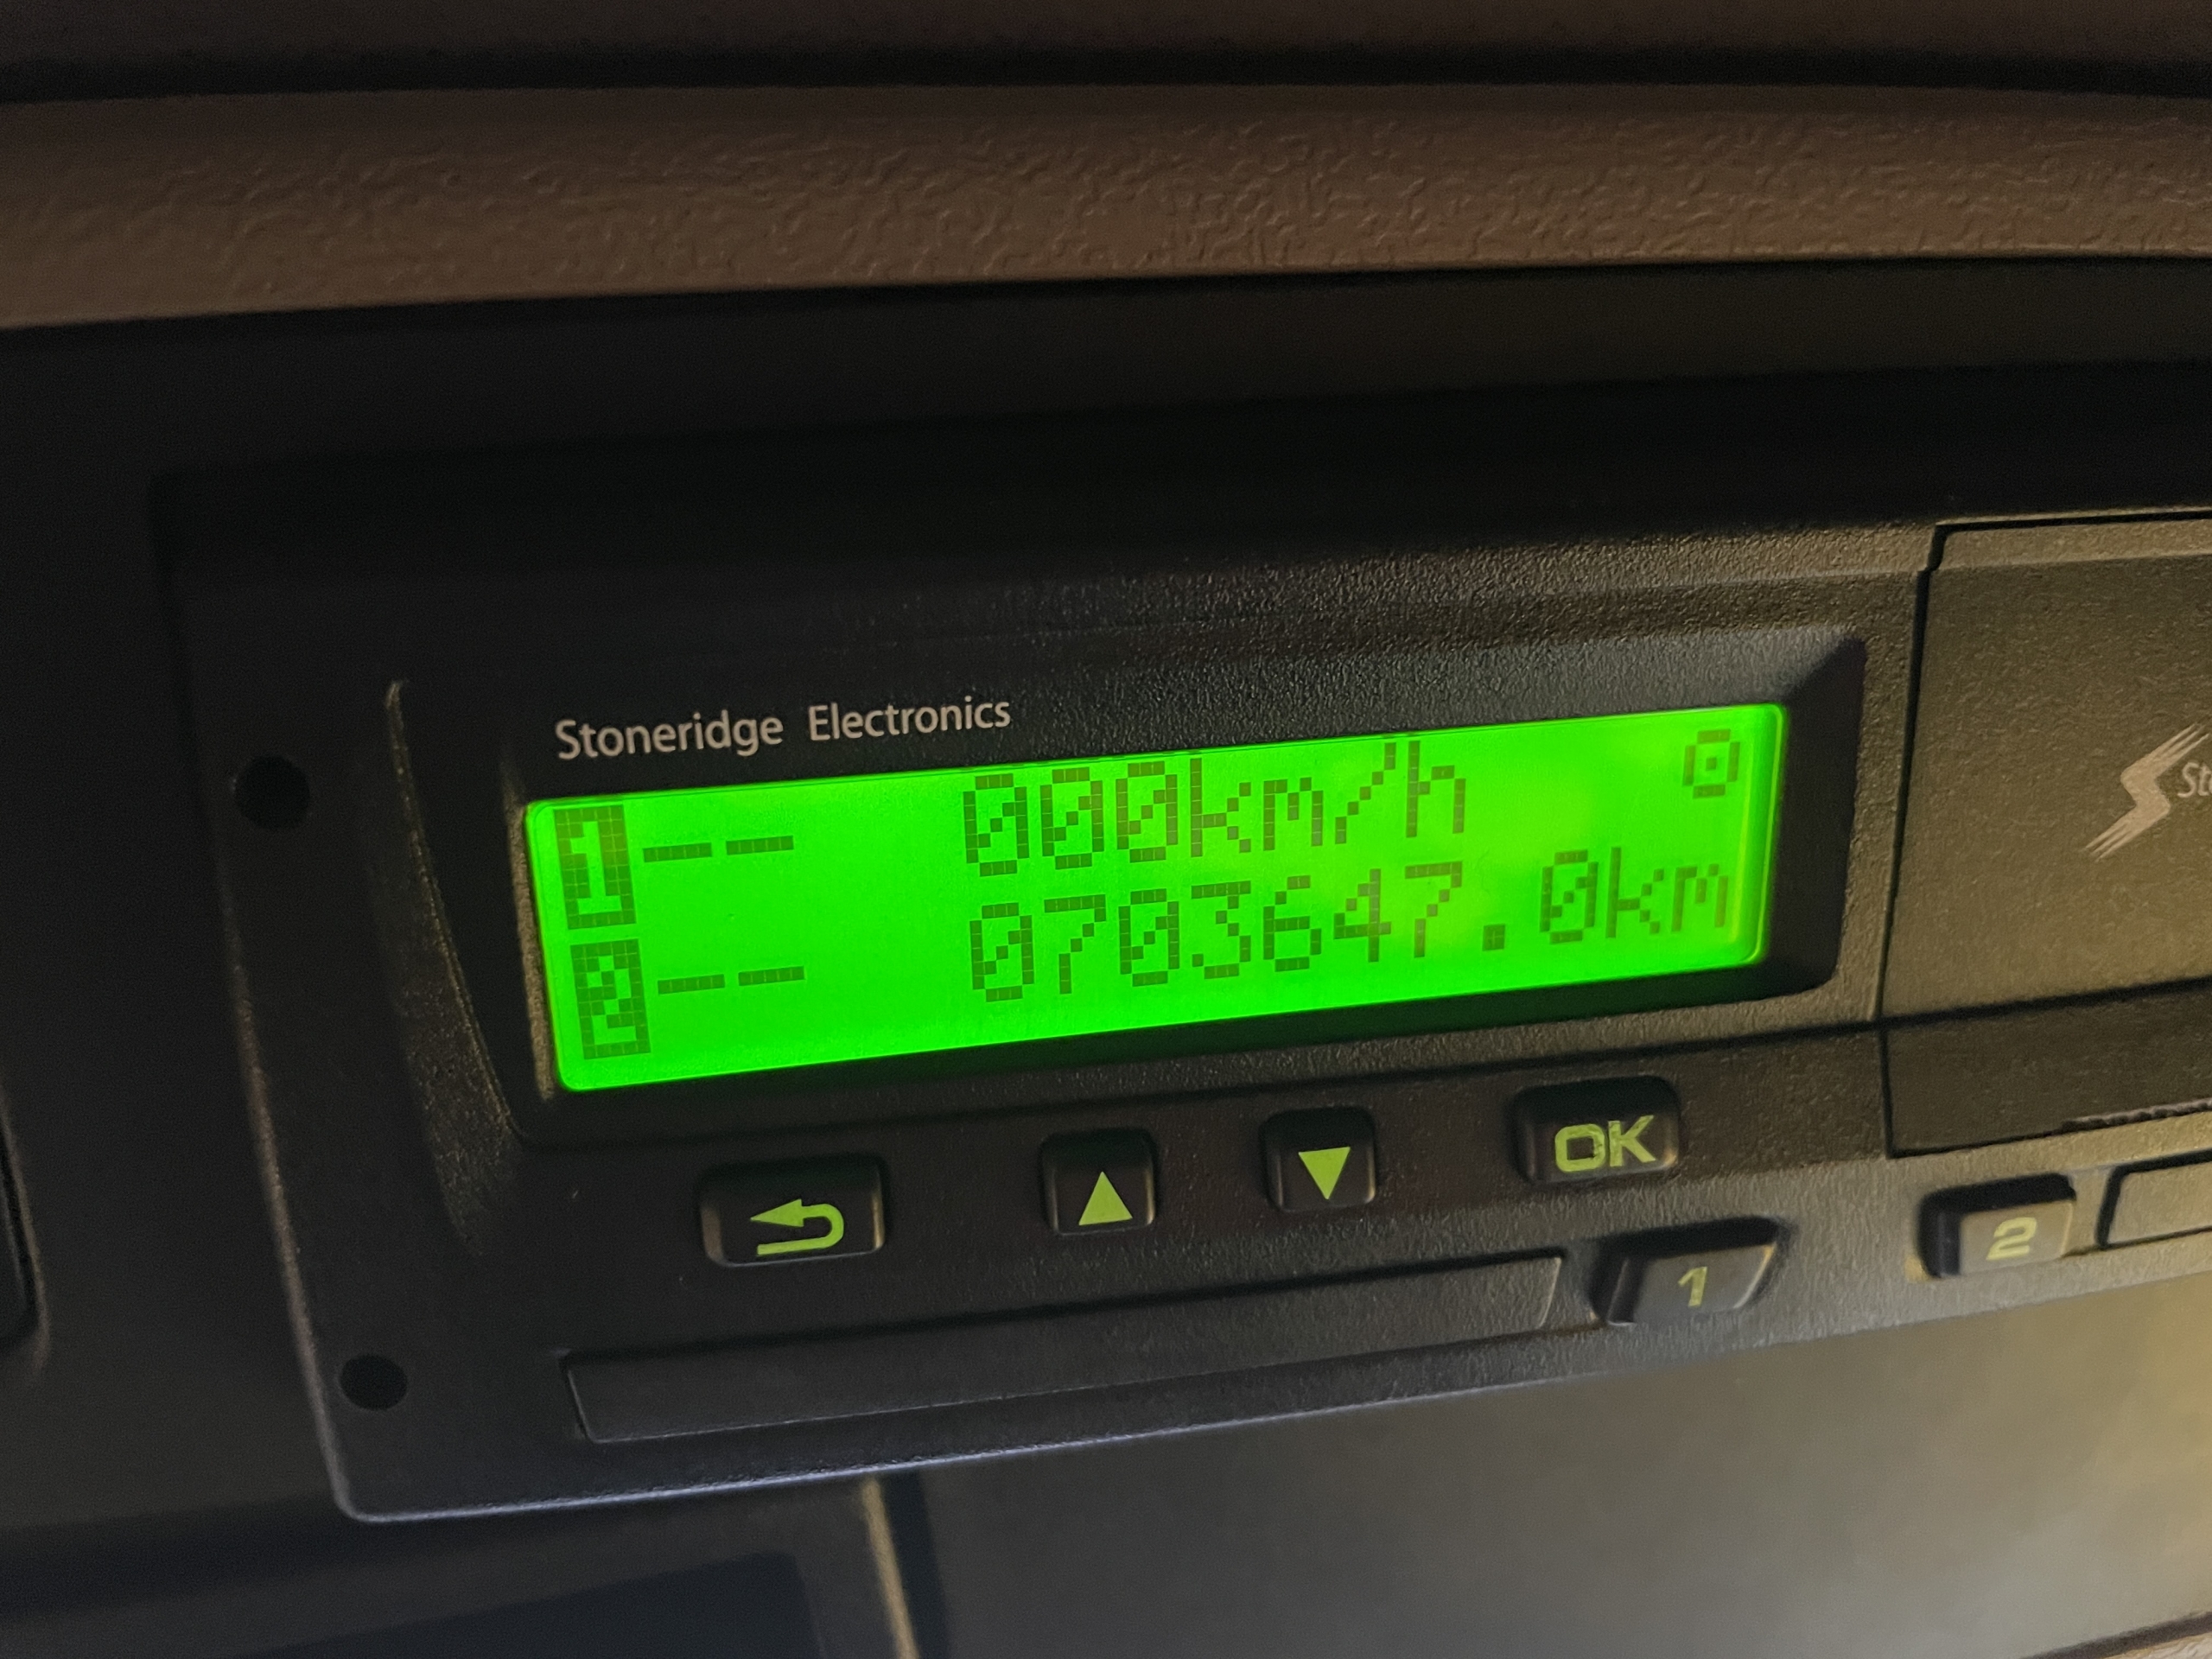 Stoneridge Electronics
1 -- 000km/h
2 -- 0703647.0km
OK
1
2